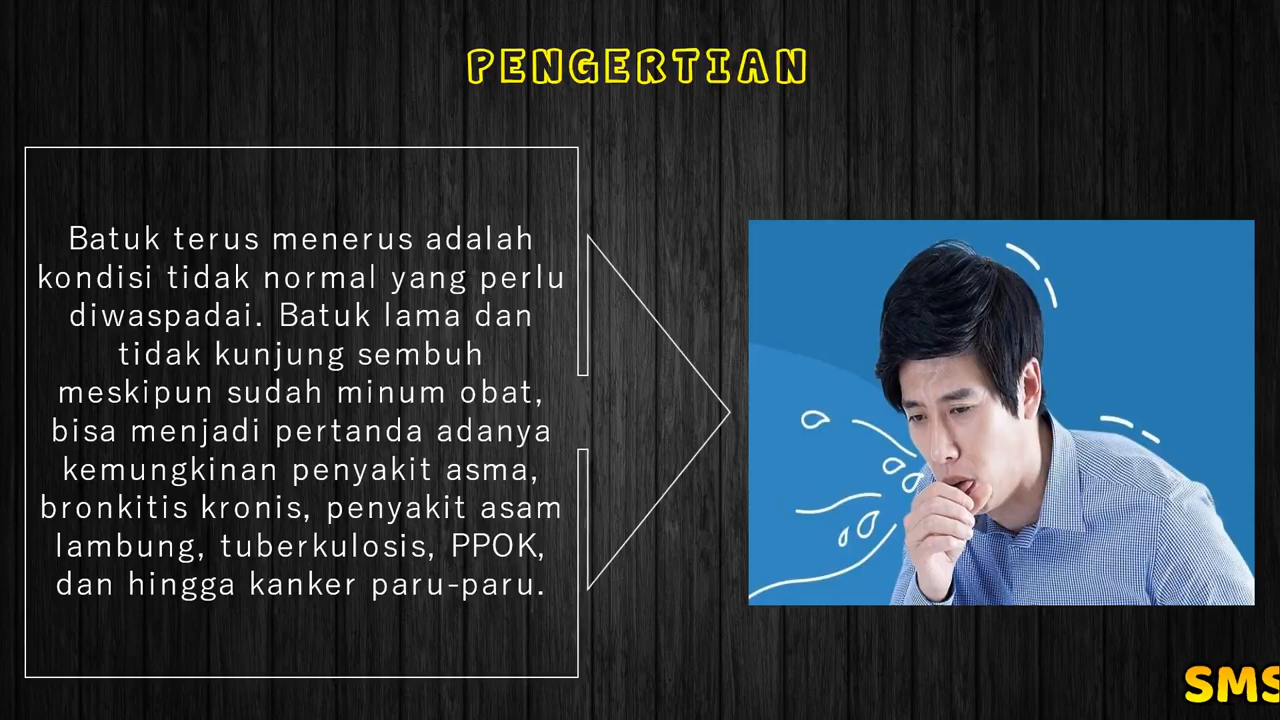 PENGERTIAN
Batuk terus menerus adalah
kondisi tidak normal yang perlu
diwaspadai. Batuk lama dan
tidak kunjung sembuh
meskipun sudah minum obat,
bisa menjadi pertanda adanya
kemungkinan penyakit asma,
bronkitis kronis, penyakit asam
lambung, tuberkulosis, PPOK,
dan hingga kanker paru-paru.
SMS